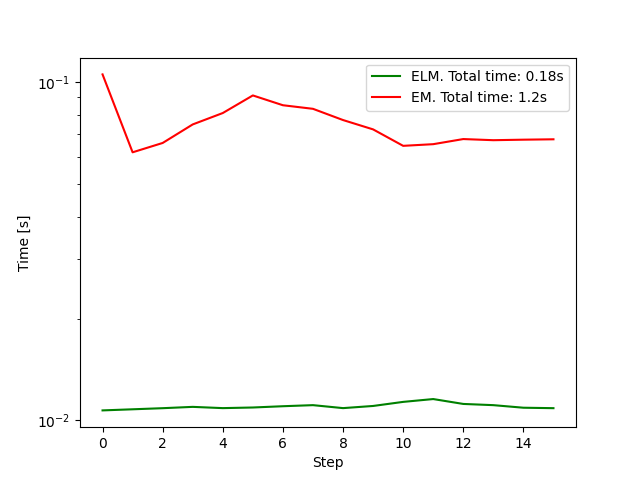 ELM. Total time: 0.18s
EM. Total time: 1.2s
10⁻¹
10⁻²
Time [s]
0 2 4 6 8 10 12 14
Step